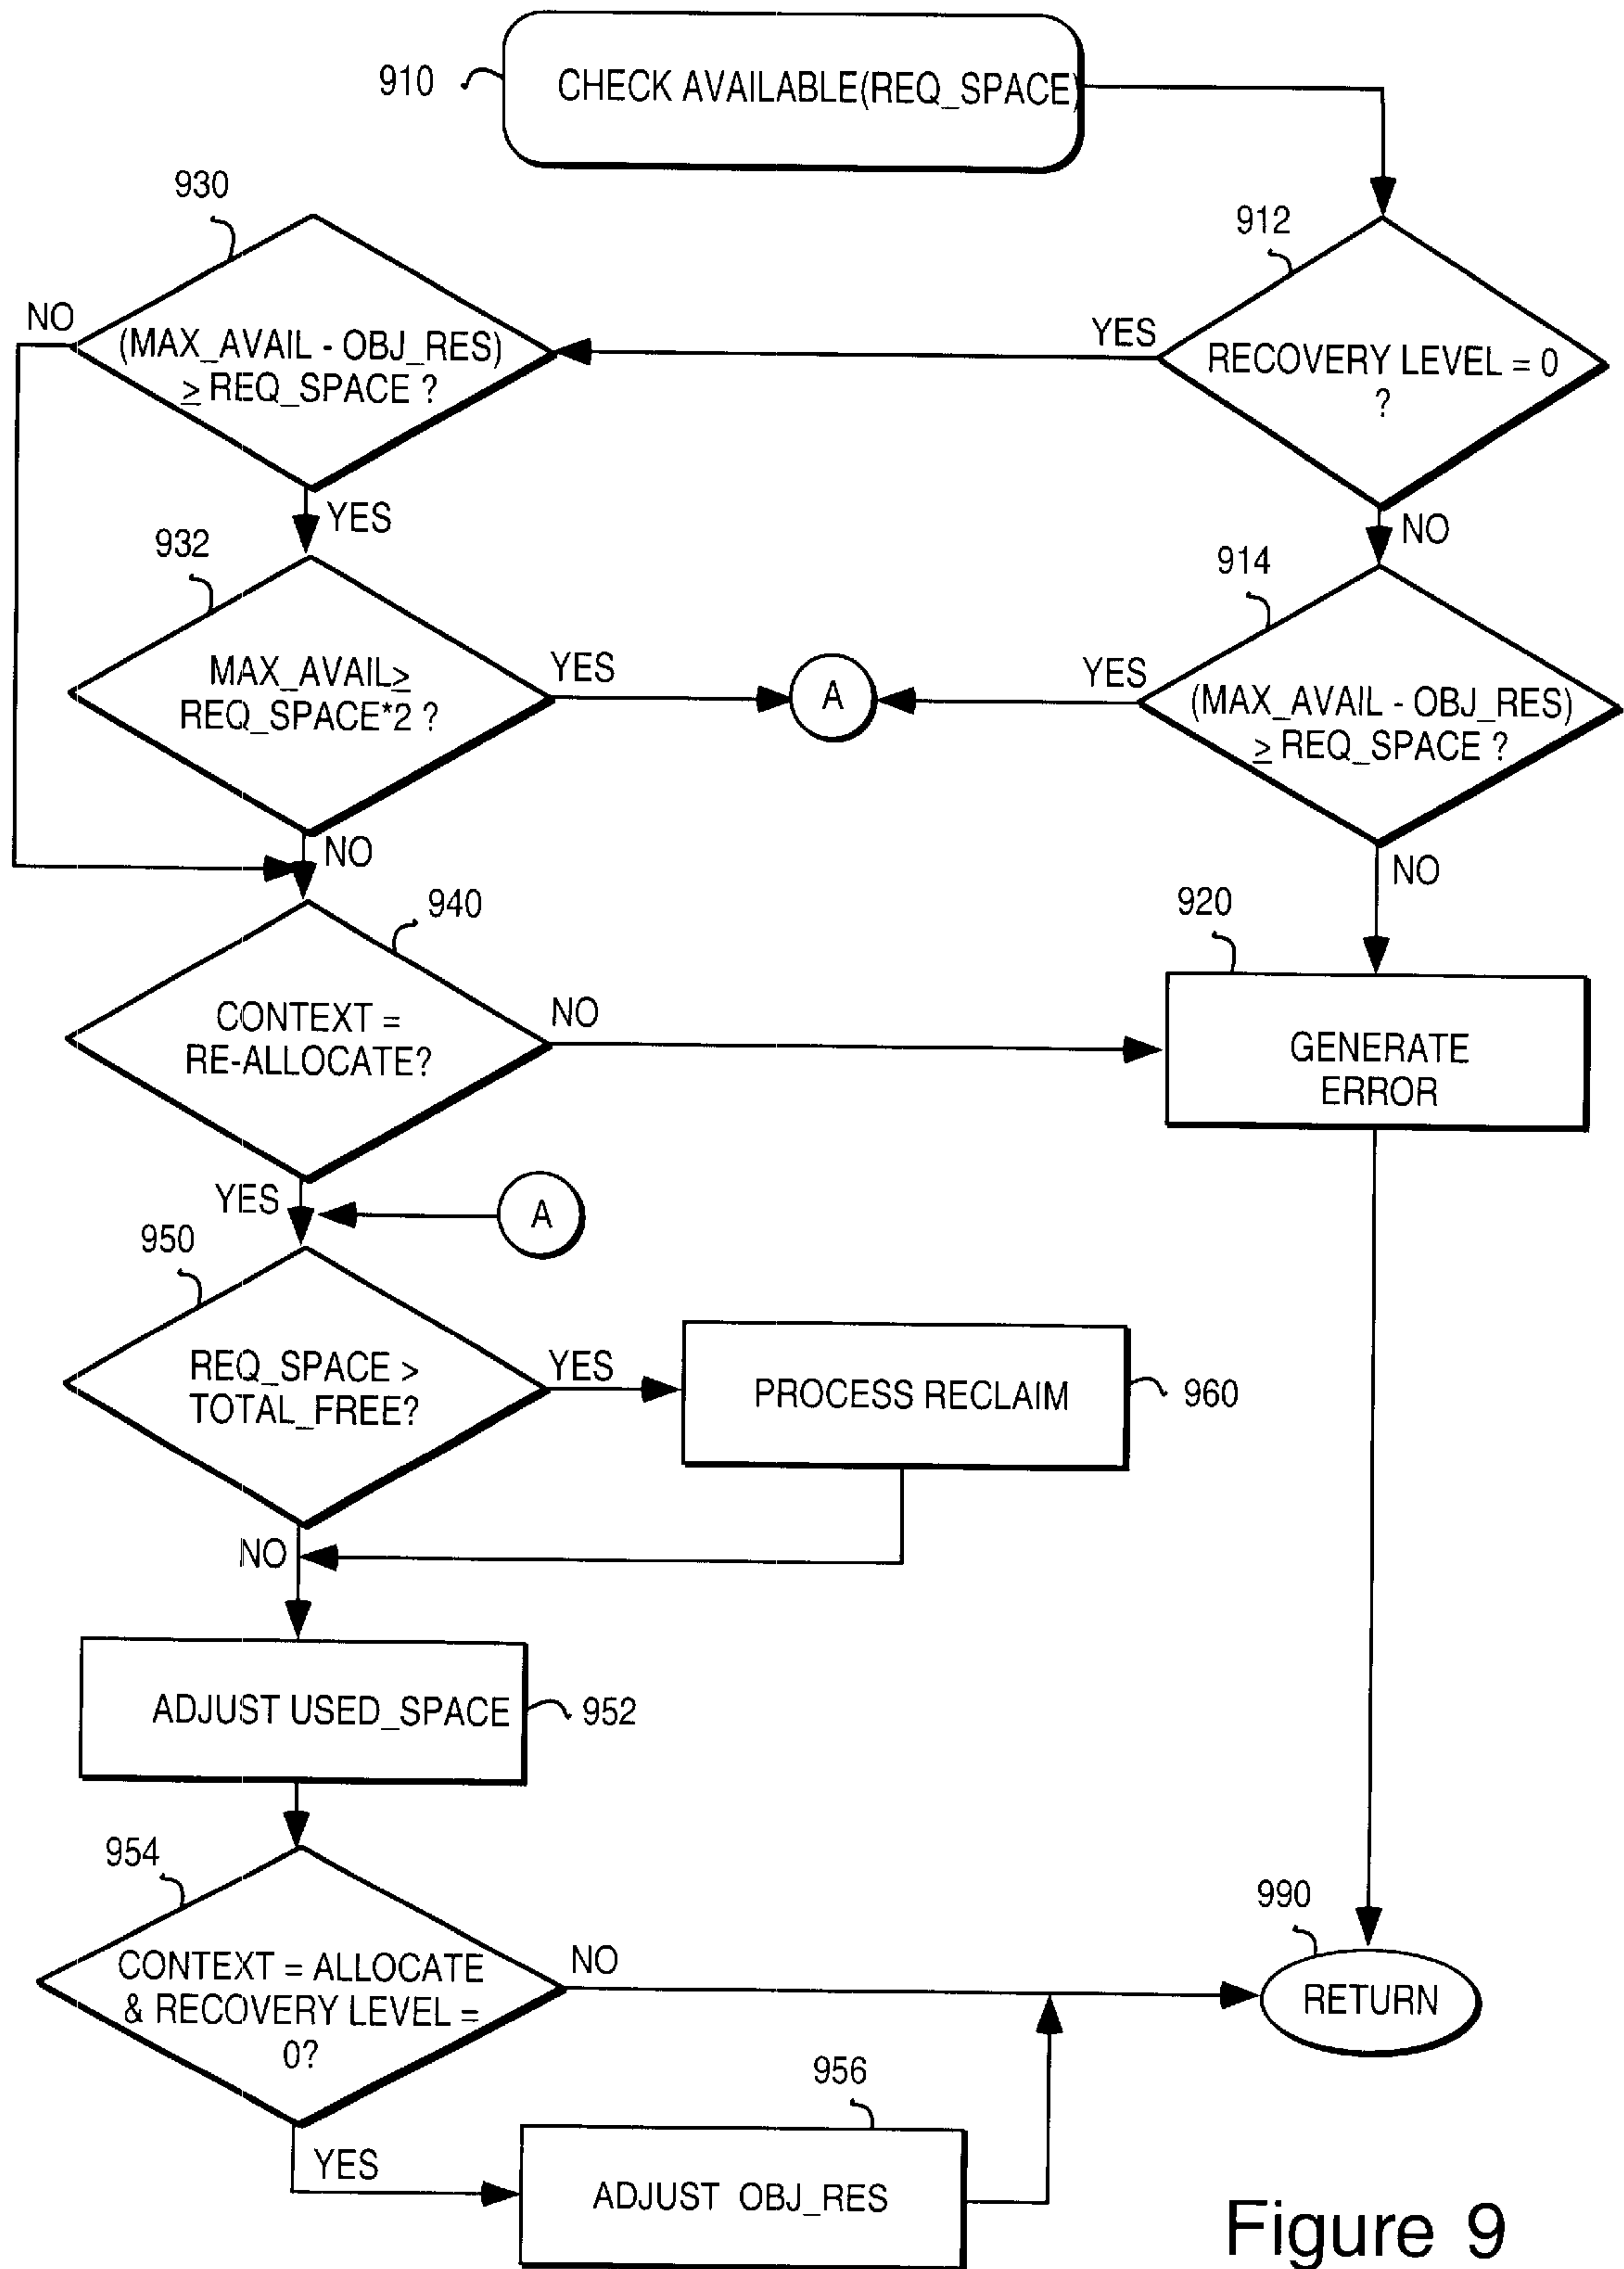 910
CHECK AVAILABLE(REQ_SPACE)
930
912
NO
(MAX_AVAIL - OBJ_RES)
≥ REQ_SPACE ?
YES
RECOVERY LEVEL = 0
?
YES
NO
932
914
MAX_AVAIL≥
REQ_SPACE*2 ?
YES
A
YES
(MAX_AVAIL - OBJ_RES)
≥ REQ_SPACE ?
NO
NO
940
920
CONTEXT =
RE-ALLOCATE?
NO
GENERATE
ERROR
YES
A
950
REQ_SPACE >
TOTAL_FREE?
YES
PROCESS RECLAIM
960
NO
ADJUST USED_SPACE
952
954
990
CONTEXT = ALLOCATE
& RECOVERY LEVEL =
0?
NO
RETURN
956
YES
ADJUST OBJ_RES
Figure 9